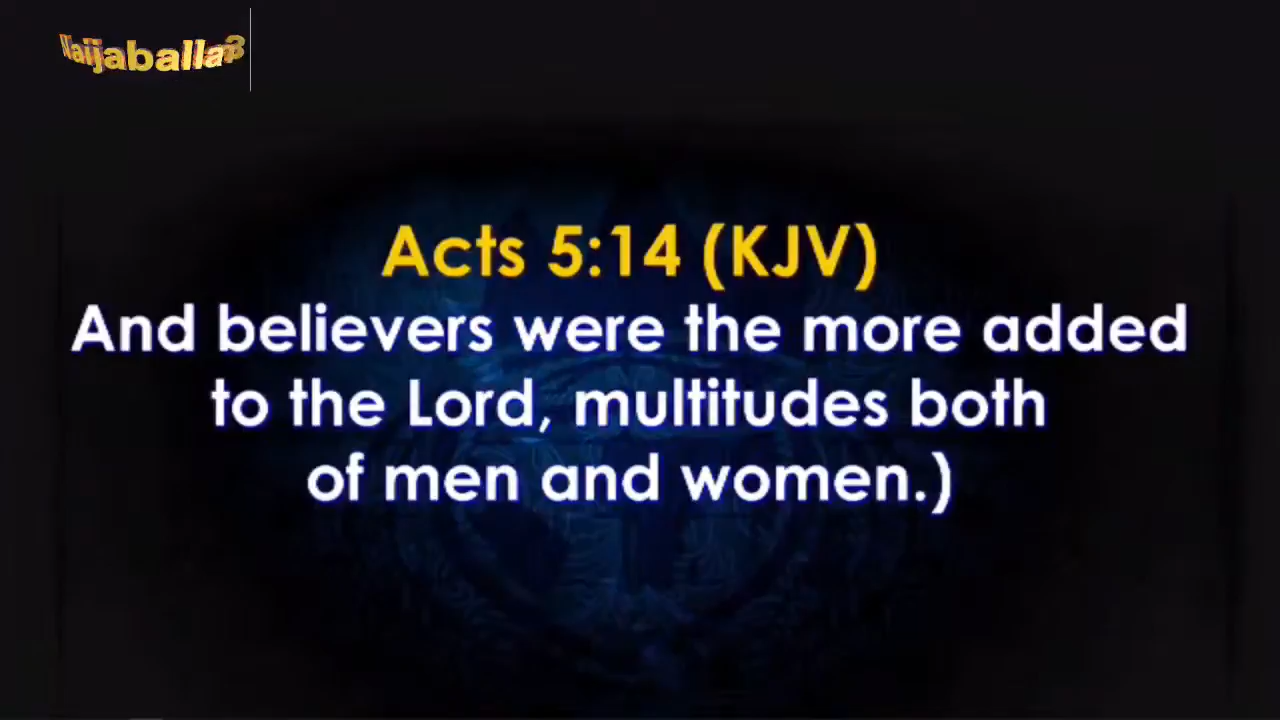 Naijaballa3
Acts 5:14 (KJV)
And believers were the more added
to the Lord, multitudes both
of men and women.)